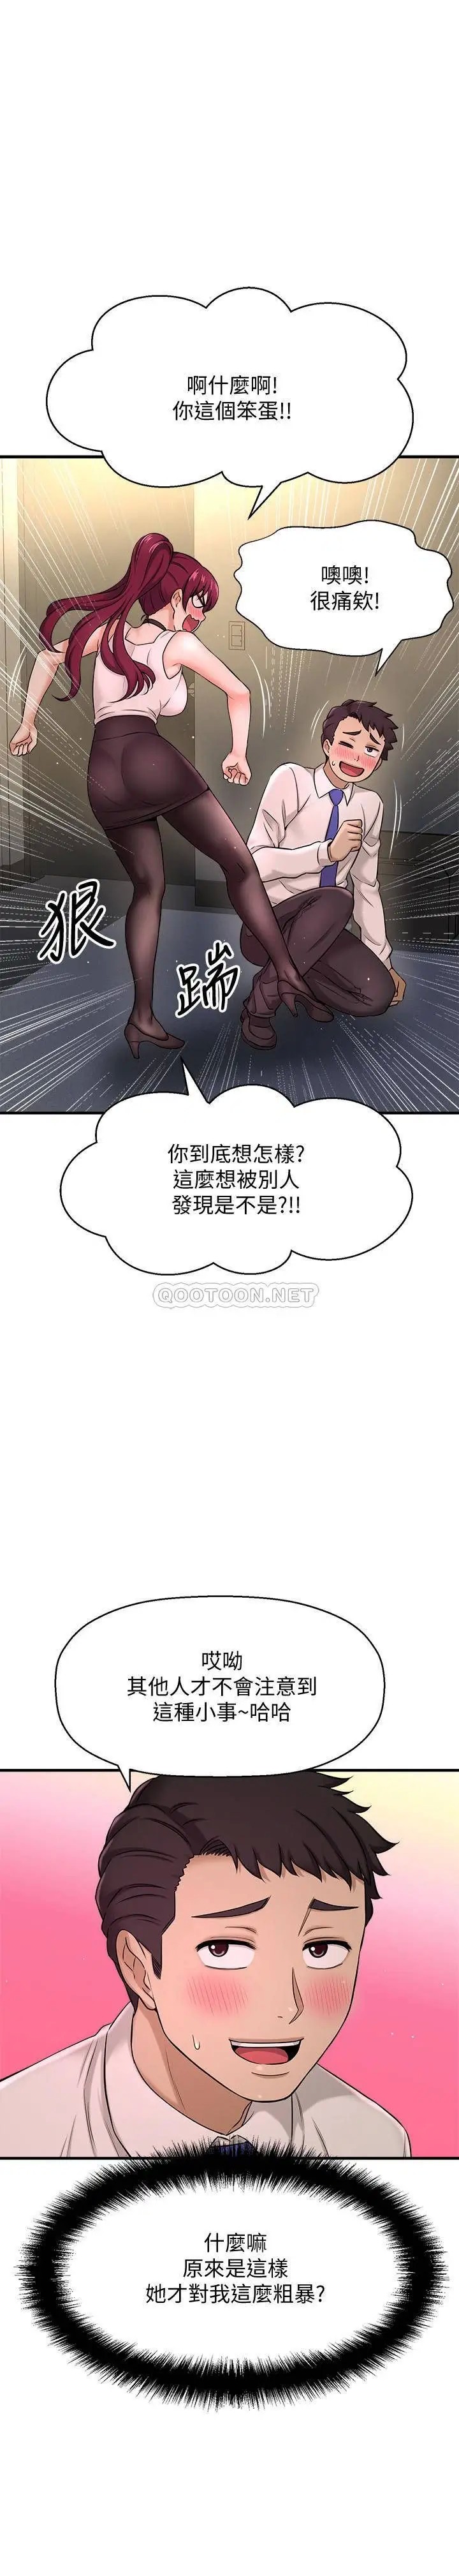 啊什麼啊!
你這個笨蛋!!
噢噢!
很痛欸!
狠
踹
你到底想怎樣?
這麼想被別人
發現是不是?!!
QOOTOON.NET
哎呦
其他人才不會注意到
這種小事~哈哈
什麼嘛
原來是這樣
她才對我這麼粗暴?